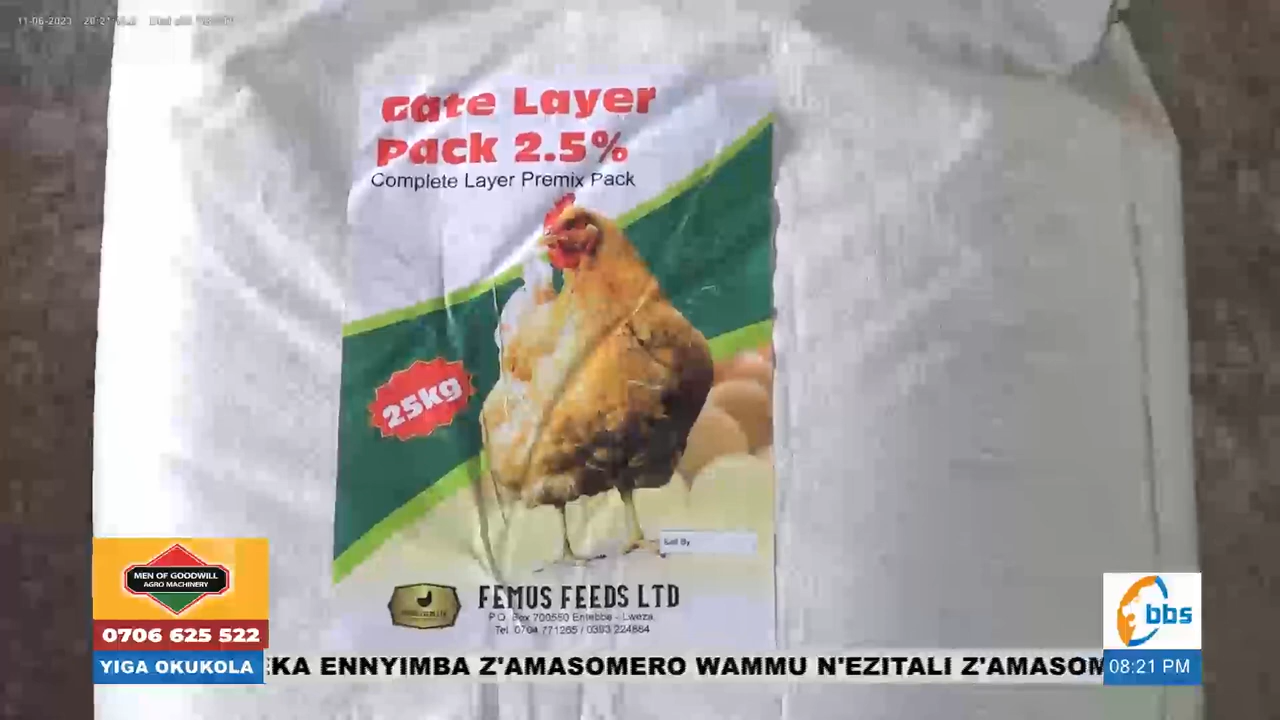 Gate Layer
Pack 2.5%
Complete Layer Premix Pack
25kg
Sell By
FEMUS FEEDS LTD
P.O. Box 700550 Entebbe - Lweza.
Tel: 0704 771265 / 0393 224884
MEN OF GOODWILL
AGRO MACHINERY
0706 625 522
bbs
YIGA OKUKOLA
EKA ENNYIMBA Z'AMASOMERO WAMMU N'EZITALI Z'AMASOM
08:21 PM